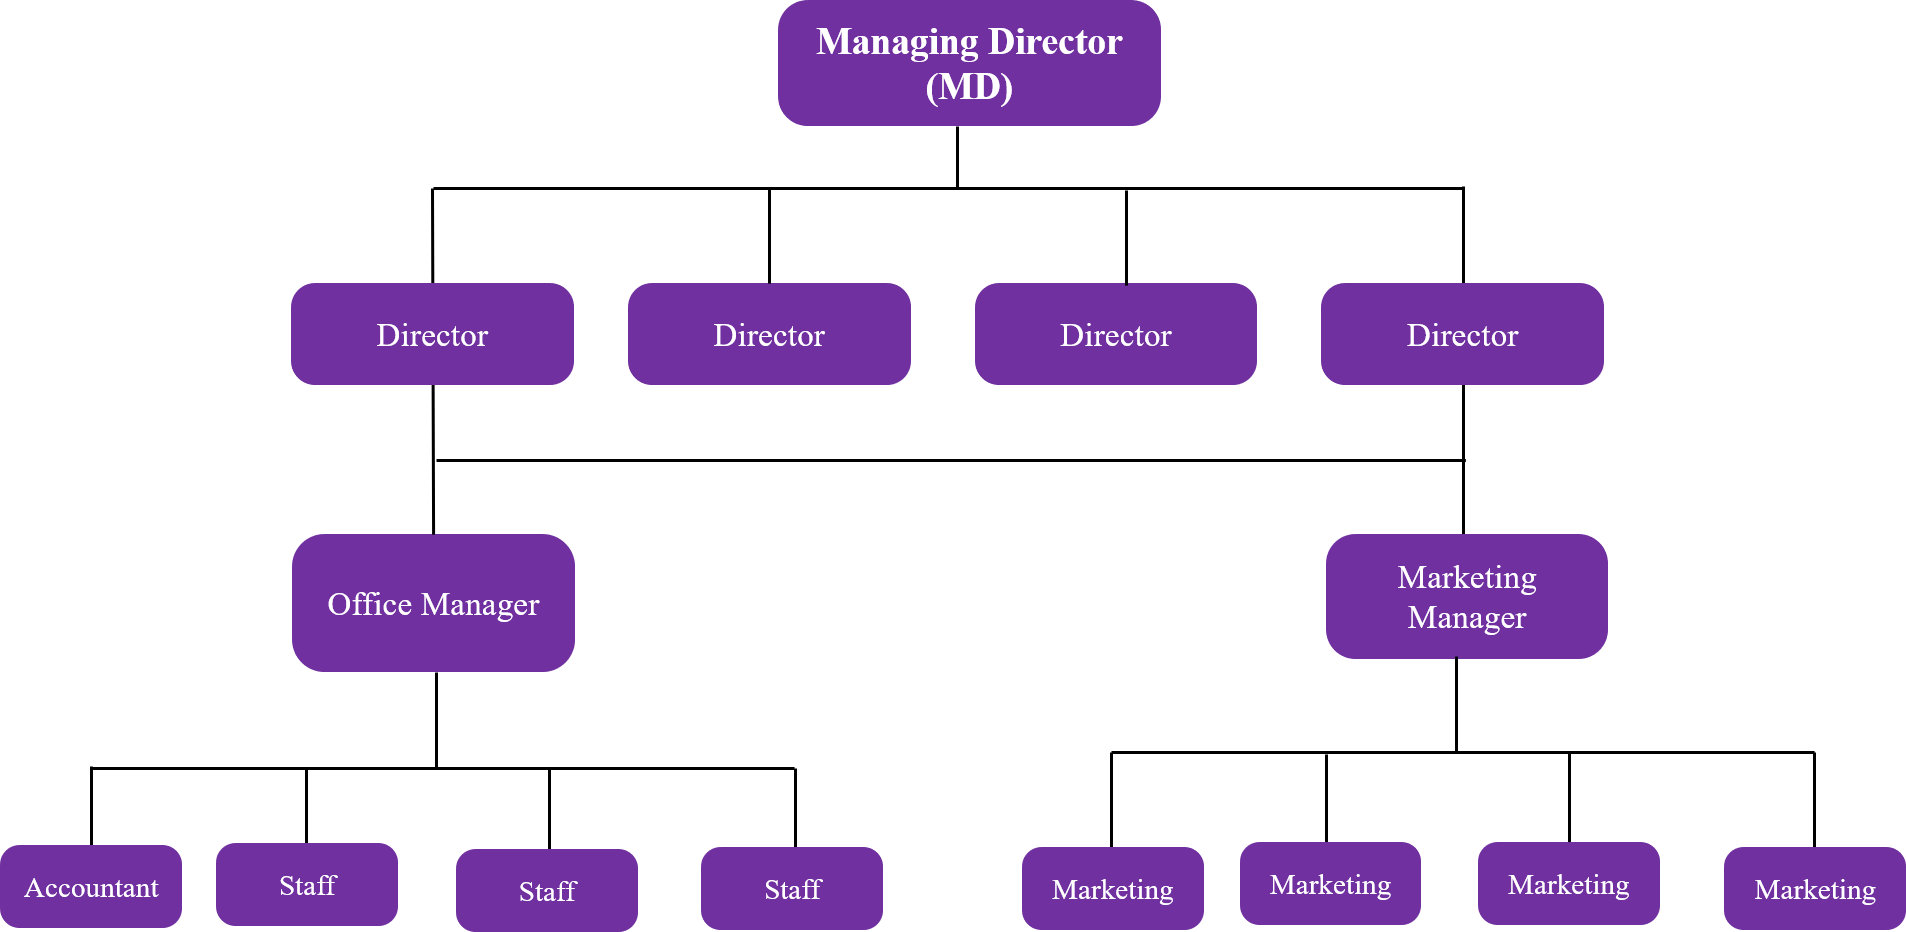 Managing Director
(MD)
Director
Director
Director
Director
Office Manager
Marketing
Manager
Accountant
Staff
Staff
Staff
Marketing
Marketing
Marketing
Marketing